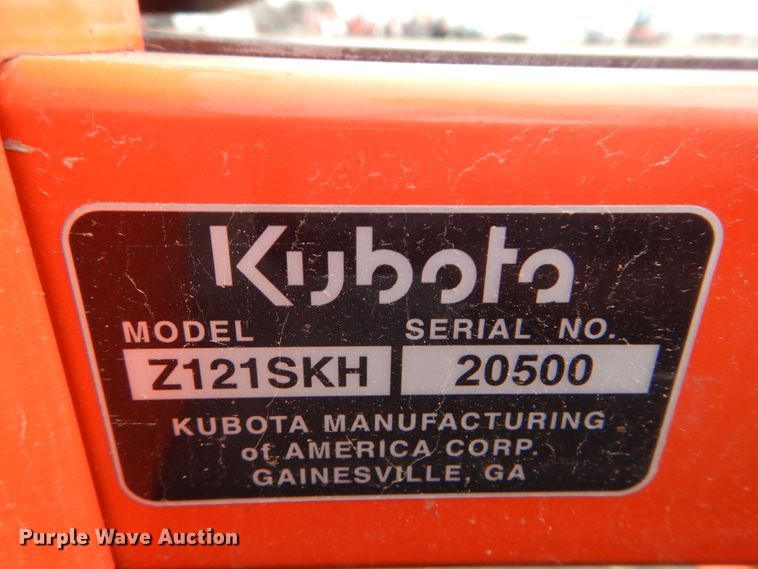 Kubota
MODEL SERIAL NO.
Z121SKH 20500
KUBOTA MANUFACTURING
of AMERICA CORP.
GAINESVILLE, GA
Purple Wave Auction